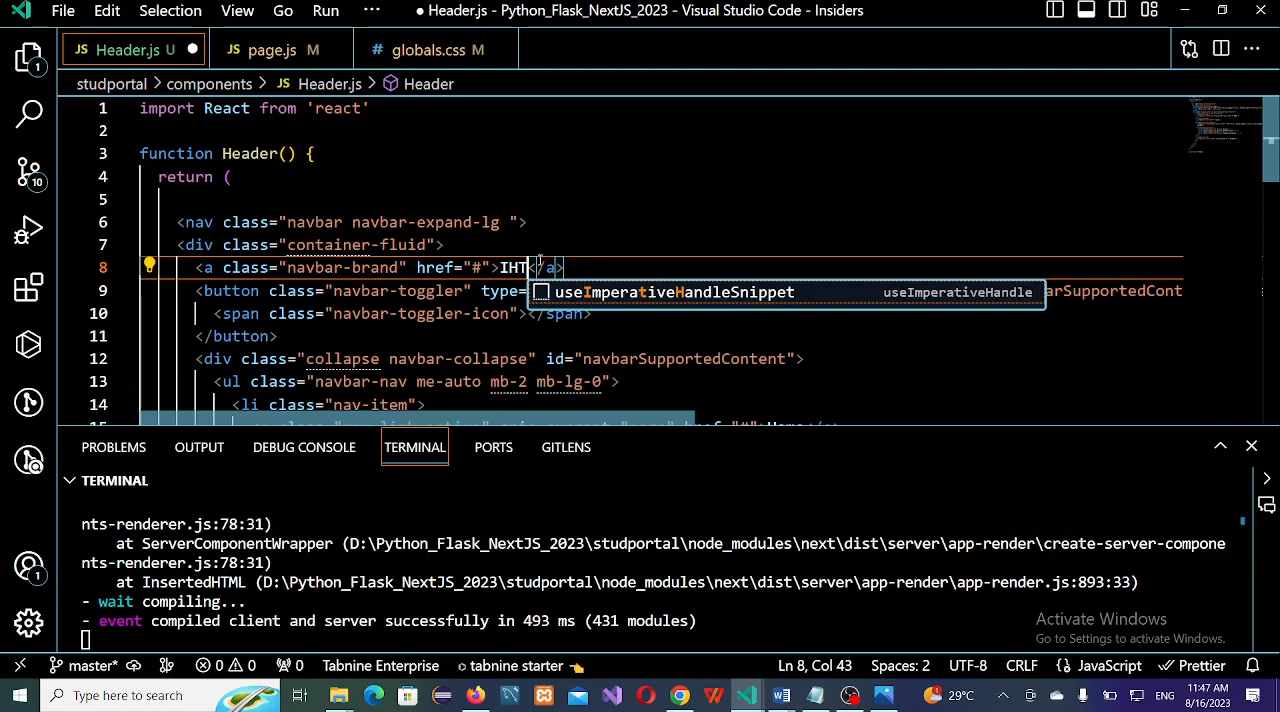 File Edit Selection View Go Run ··· ● Header.js - Python_Flask_NextJS_2023 - Visual Studio Code - Insiders
JS Header.js U ● JS page.js M # globals.css M
studportal > components > JS Header.js > Header
1 import React from 'react'
2
3 function Header() {
4 return (
5
6 <nav class="navbar navbar-expand-lg ">
7 <div class="container-fluid">
8 <a class="navbar-brand" href="#">IHT</a>
9 <button class="navbar-toggler" type= arSupportedCont
useImperativeHandleSnippet useImperativeHandle
10 <span class="navbar-toggler-icon"></span>
11 </button>
12 <div class="collapse navbar-collapse" id="navbarSupportedContent">
13 <ul class="navbar-nav me-auto mb-2 mb-lg-0">
14 <li class="nav-item">
PROBLEMS OUTPUT DEBUG CONSOLE TERMINAL PORTS GITLENS
TERMINAL
nts-renderer.js:78:31)
at ServerComponentWrapper (D:\Python_Flask_NextJS_2023\studportal\node_modules\next\dist\server\app-render\create-server-compone
nts-renderer.js:78:31)
at InsertedHTML (D:\Python_Flask_NextJS_2023\studportal\node_modules\next\dist\server\app-render\app-render.js:893:33)
- wait compiling...
- event compiled client and server successfully in 493 ms (431 modules)
Activate Windows
Go to Settings to activate Windows.
1
10
1
master* 0 0 0 Tabnine Enterprise tabnine starter Ln 8, Col 43 Spaces: 2 UTF-8 CRLF JavaScript Prettier
Type here to search 29°C ENG 11:47 AM
8/16/2023